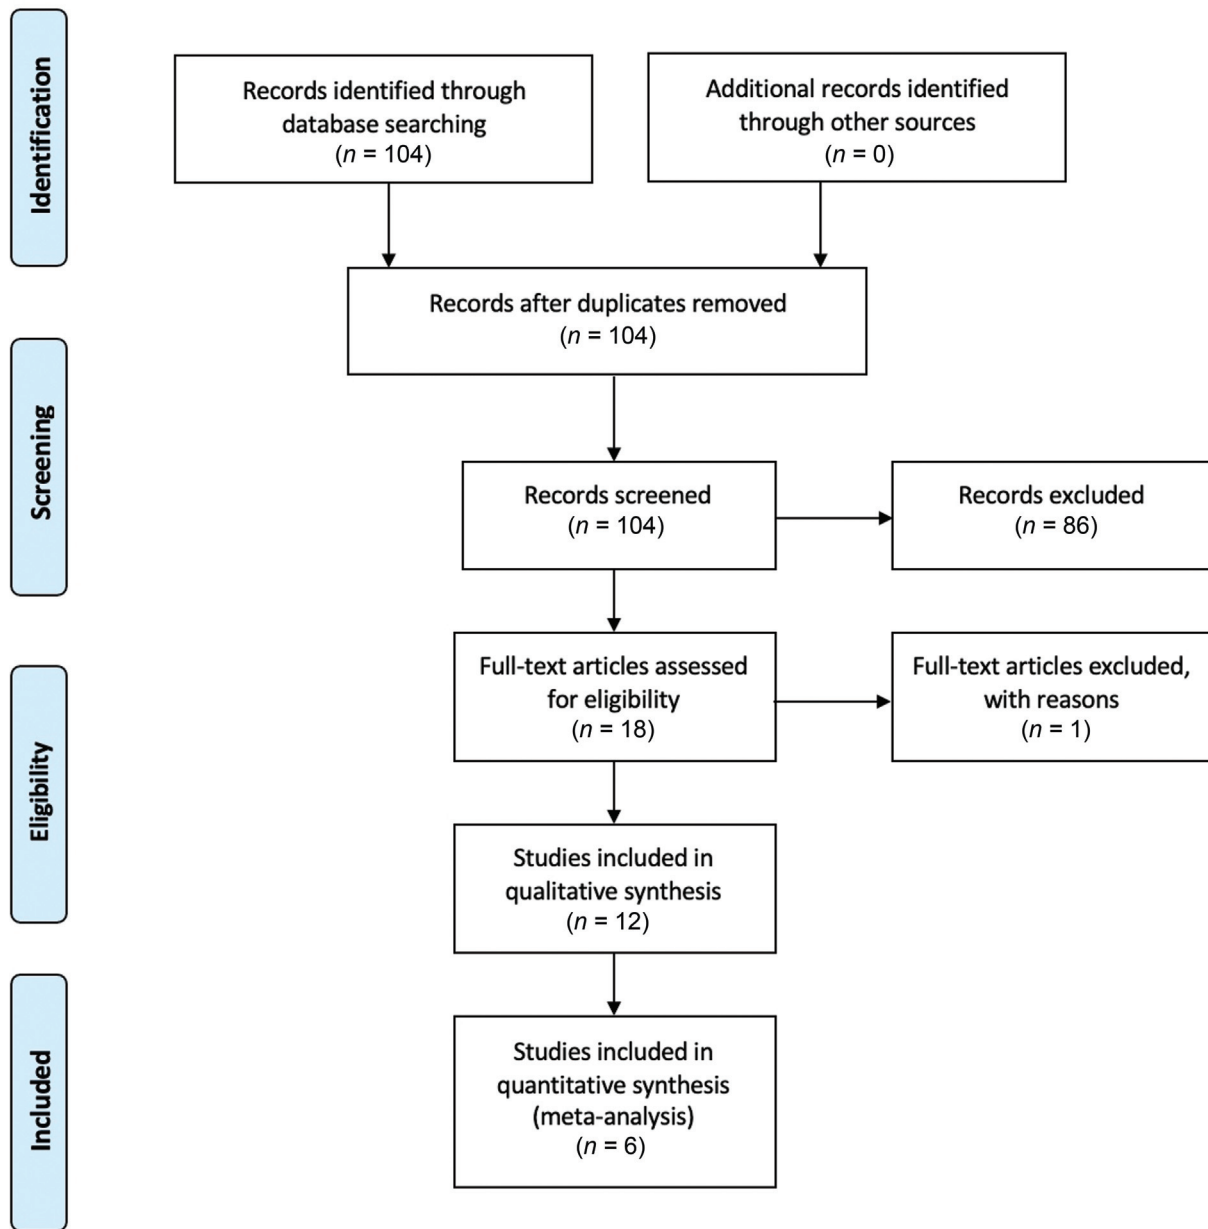 Identification
Records identified through
database searching
(n = 104)
Additional records identified
through other sources
(n = 0)
Records after duplicates removed
(n = 104)
Screening
Records screened
(n = 104)
Records excluded
(n = 86)
Eligibility
Full-text articles assessed
for eligibility
(n = 18)
Full-text articles excluded,
with reasons
(n = 1)
Studies included in
qualitative synthesis
(n = 12)
Included
Studies included in
quantitative synthesis
(meta-analysis)
(n = 6)